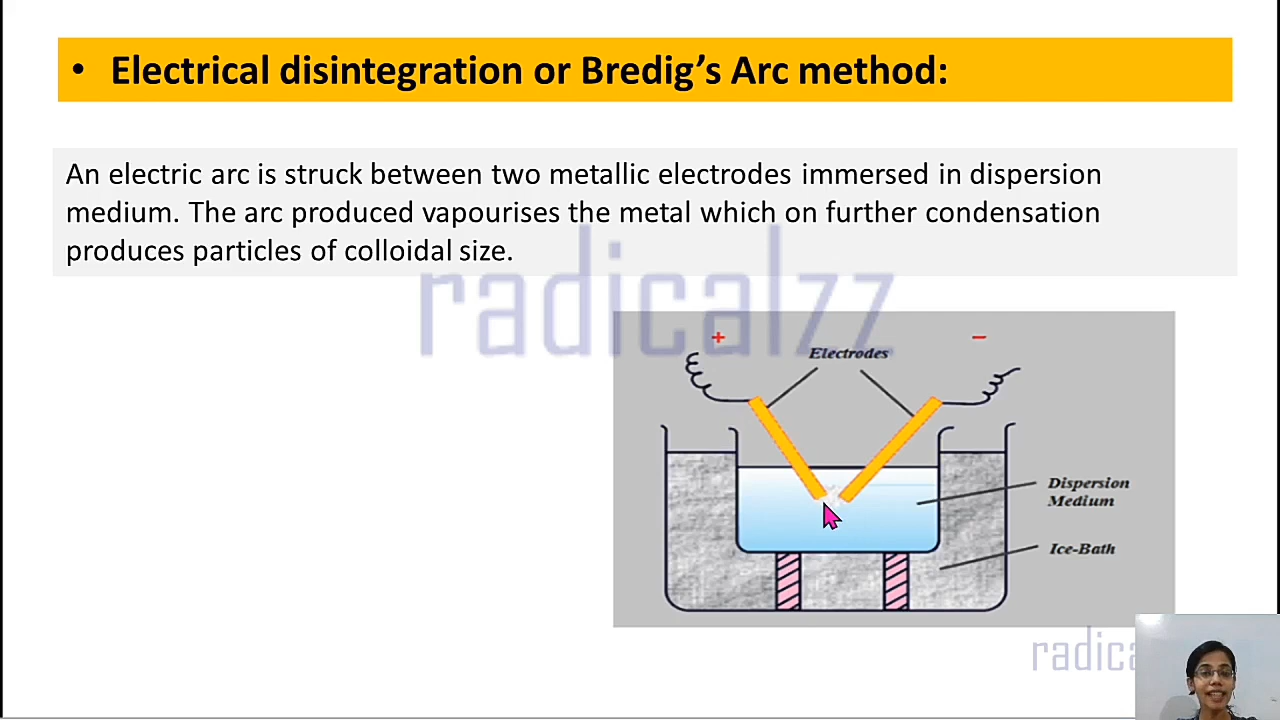 • Electrical disintegration or Bredig’s Arc method:
An electric arc is struck between two metallic electrodes immersed in dispersion
medium. The arc produced vapourises the metal which on further condensation
produces particles of colloidal size.
radicalzz
+
−
Electrodes
Dispersion
Medium
Ice-Bath
radica